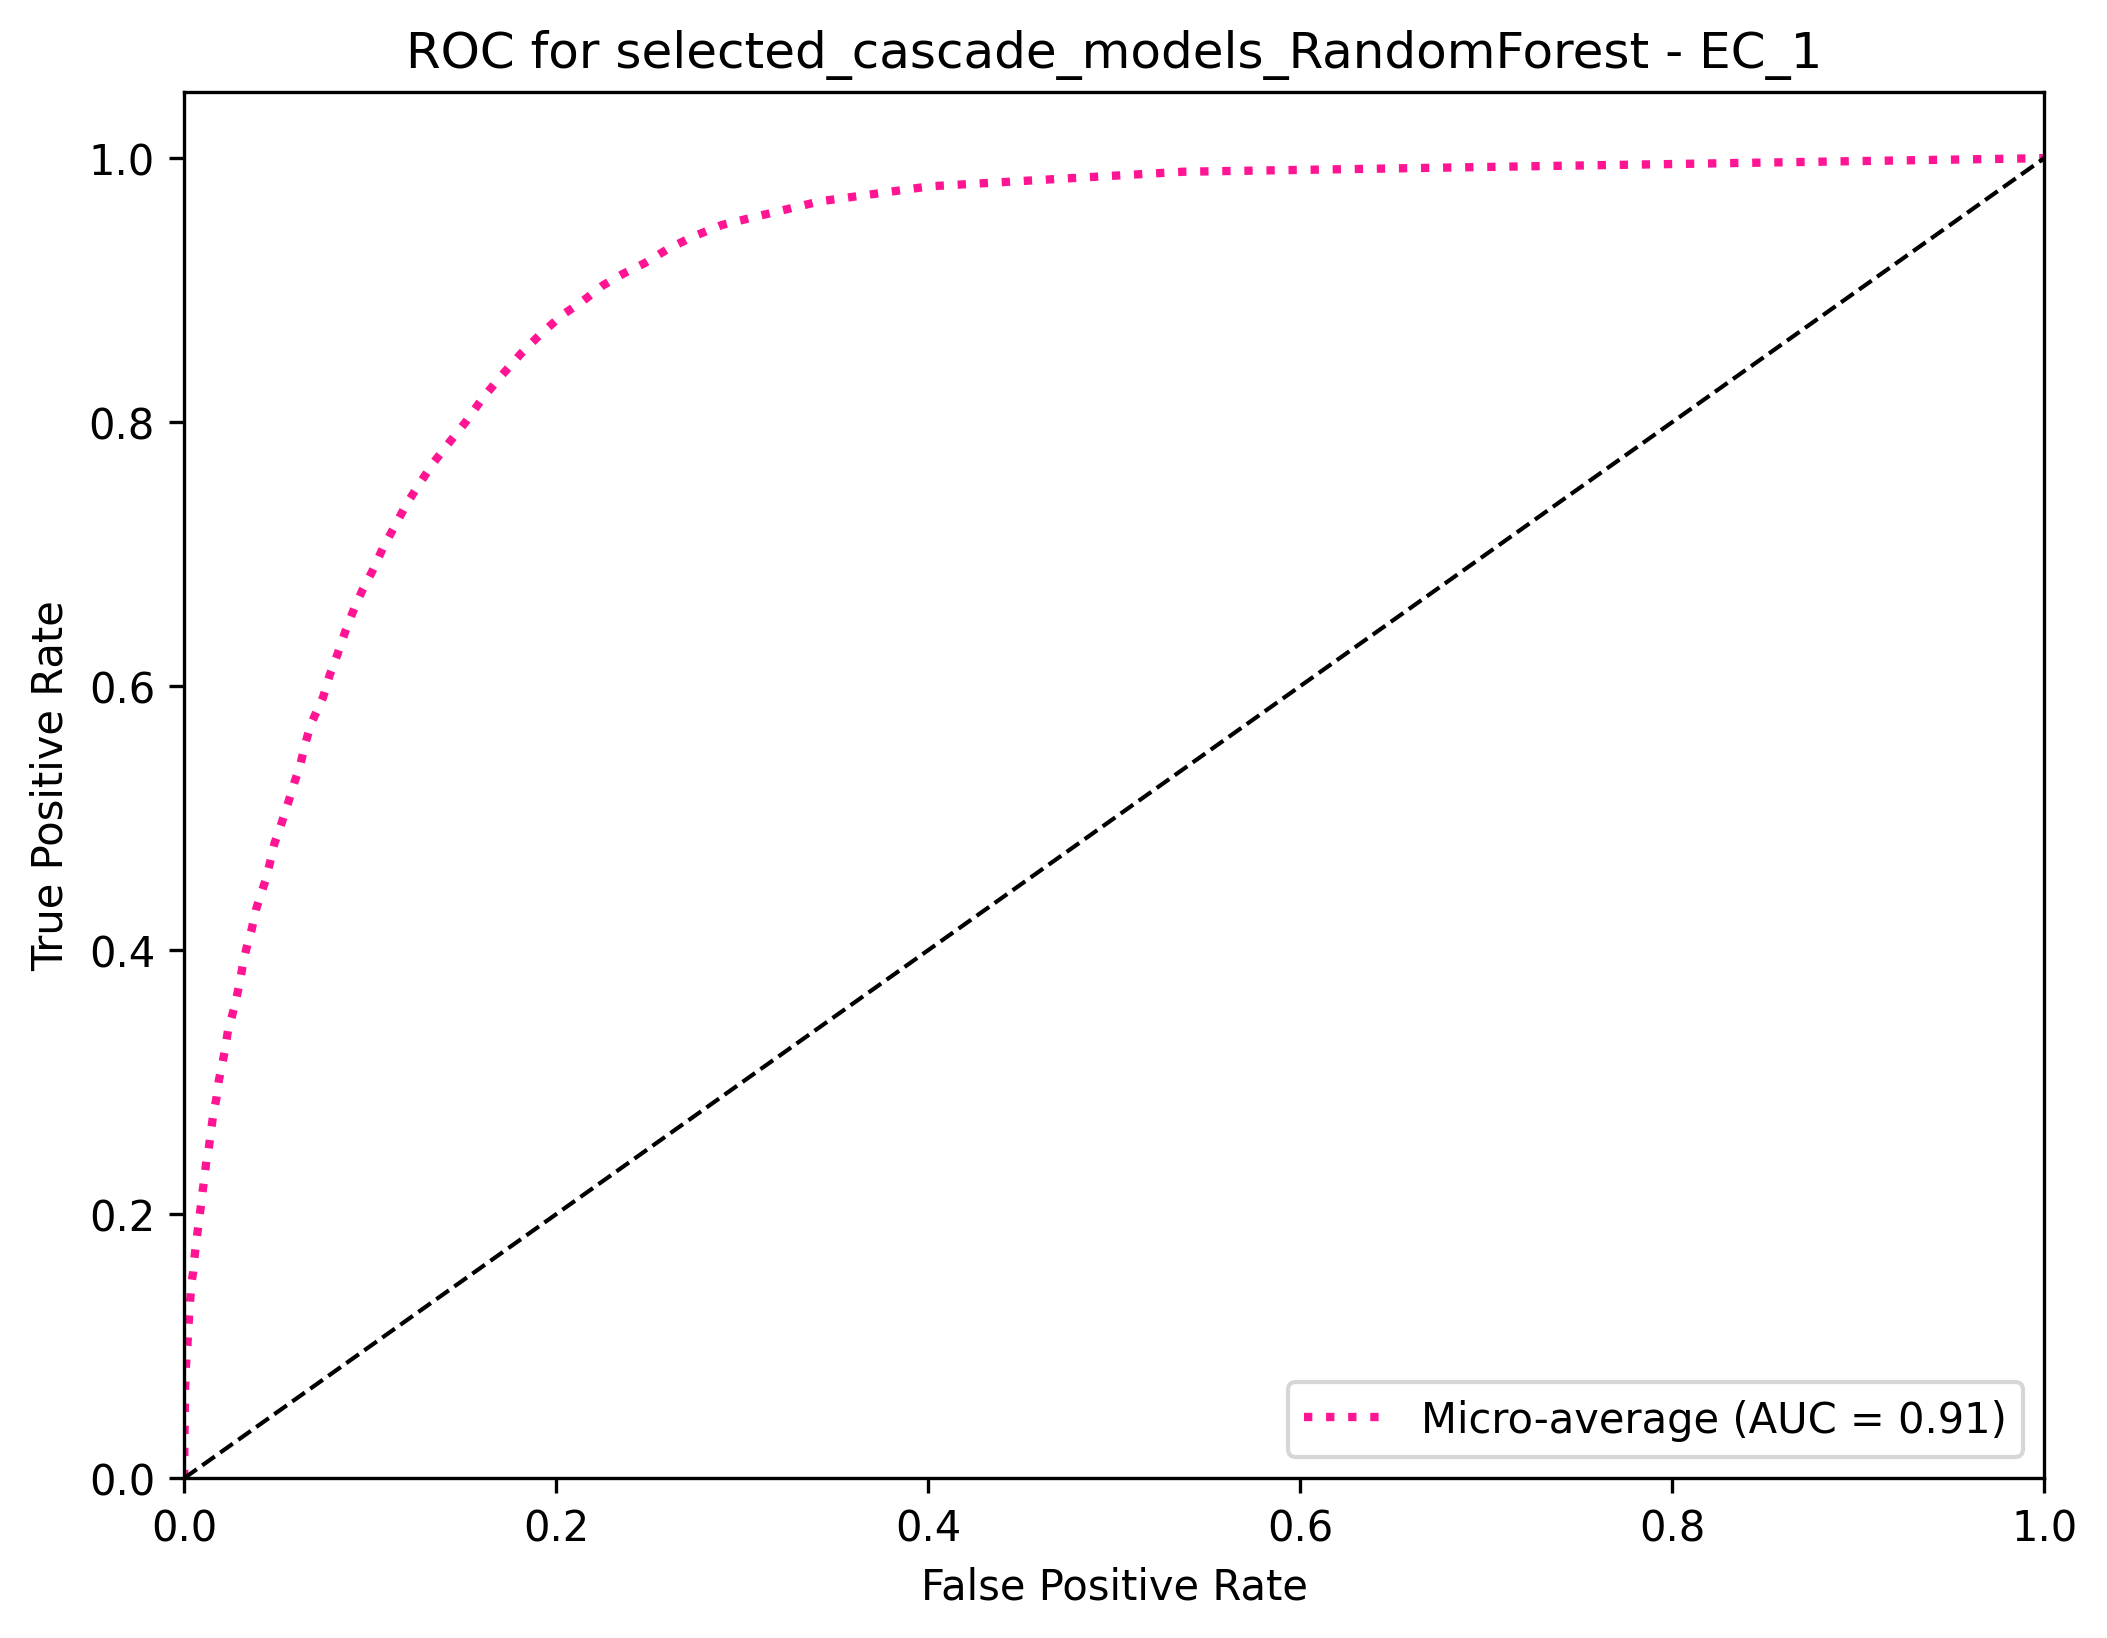 ROC for selected_cascade_models_RandomForest - EC_1
True Positive Rate
1.0
0.8
0.6
0.4
0.2
0.0
0.0 0.2 0.4 0.6 0.8 1.0
False Positive Rate
Micro-average (AUC = 0.91)